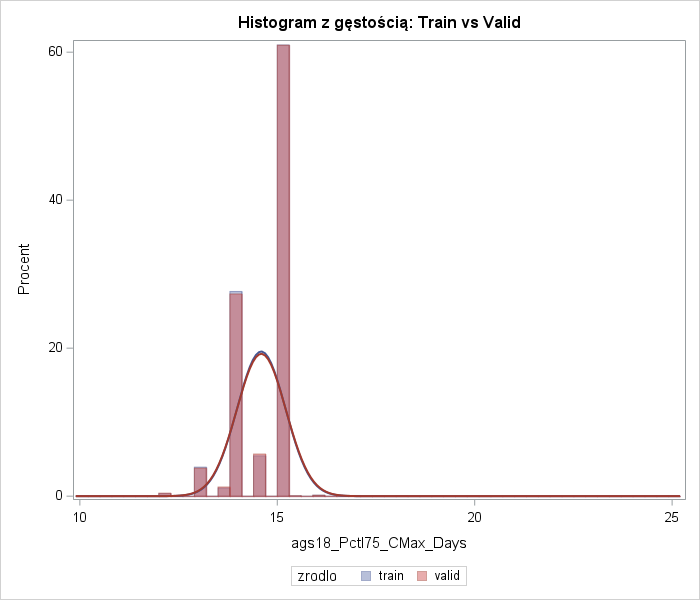 Histogram z gęstością: Train vs Valid
60
40
20
0
Procent
10 15 20 25
ags18_Pctl75_CMax_Days
zrodlo train valid